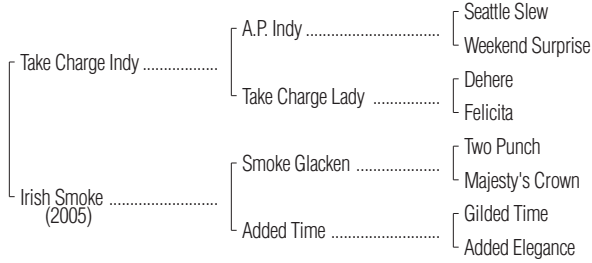 Seattle Slew
A.P. Indy ................................
Weekend Surprise
Take Charge Indy ..................
Dehere
Take Charge Lady ................
Felicita
Two Punch
Smoke Glacken ....................
Majesty's Crown
Irish Smoke ..........................
(2005)
Gilded Time
Added Time ..........................
Added Elegance